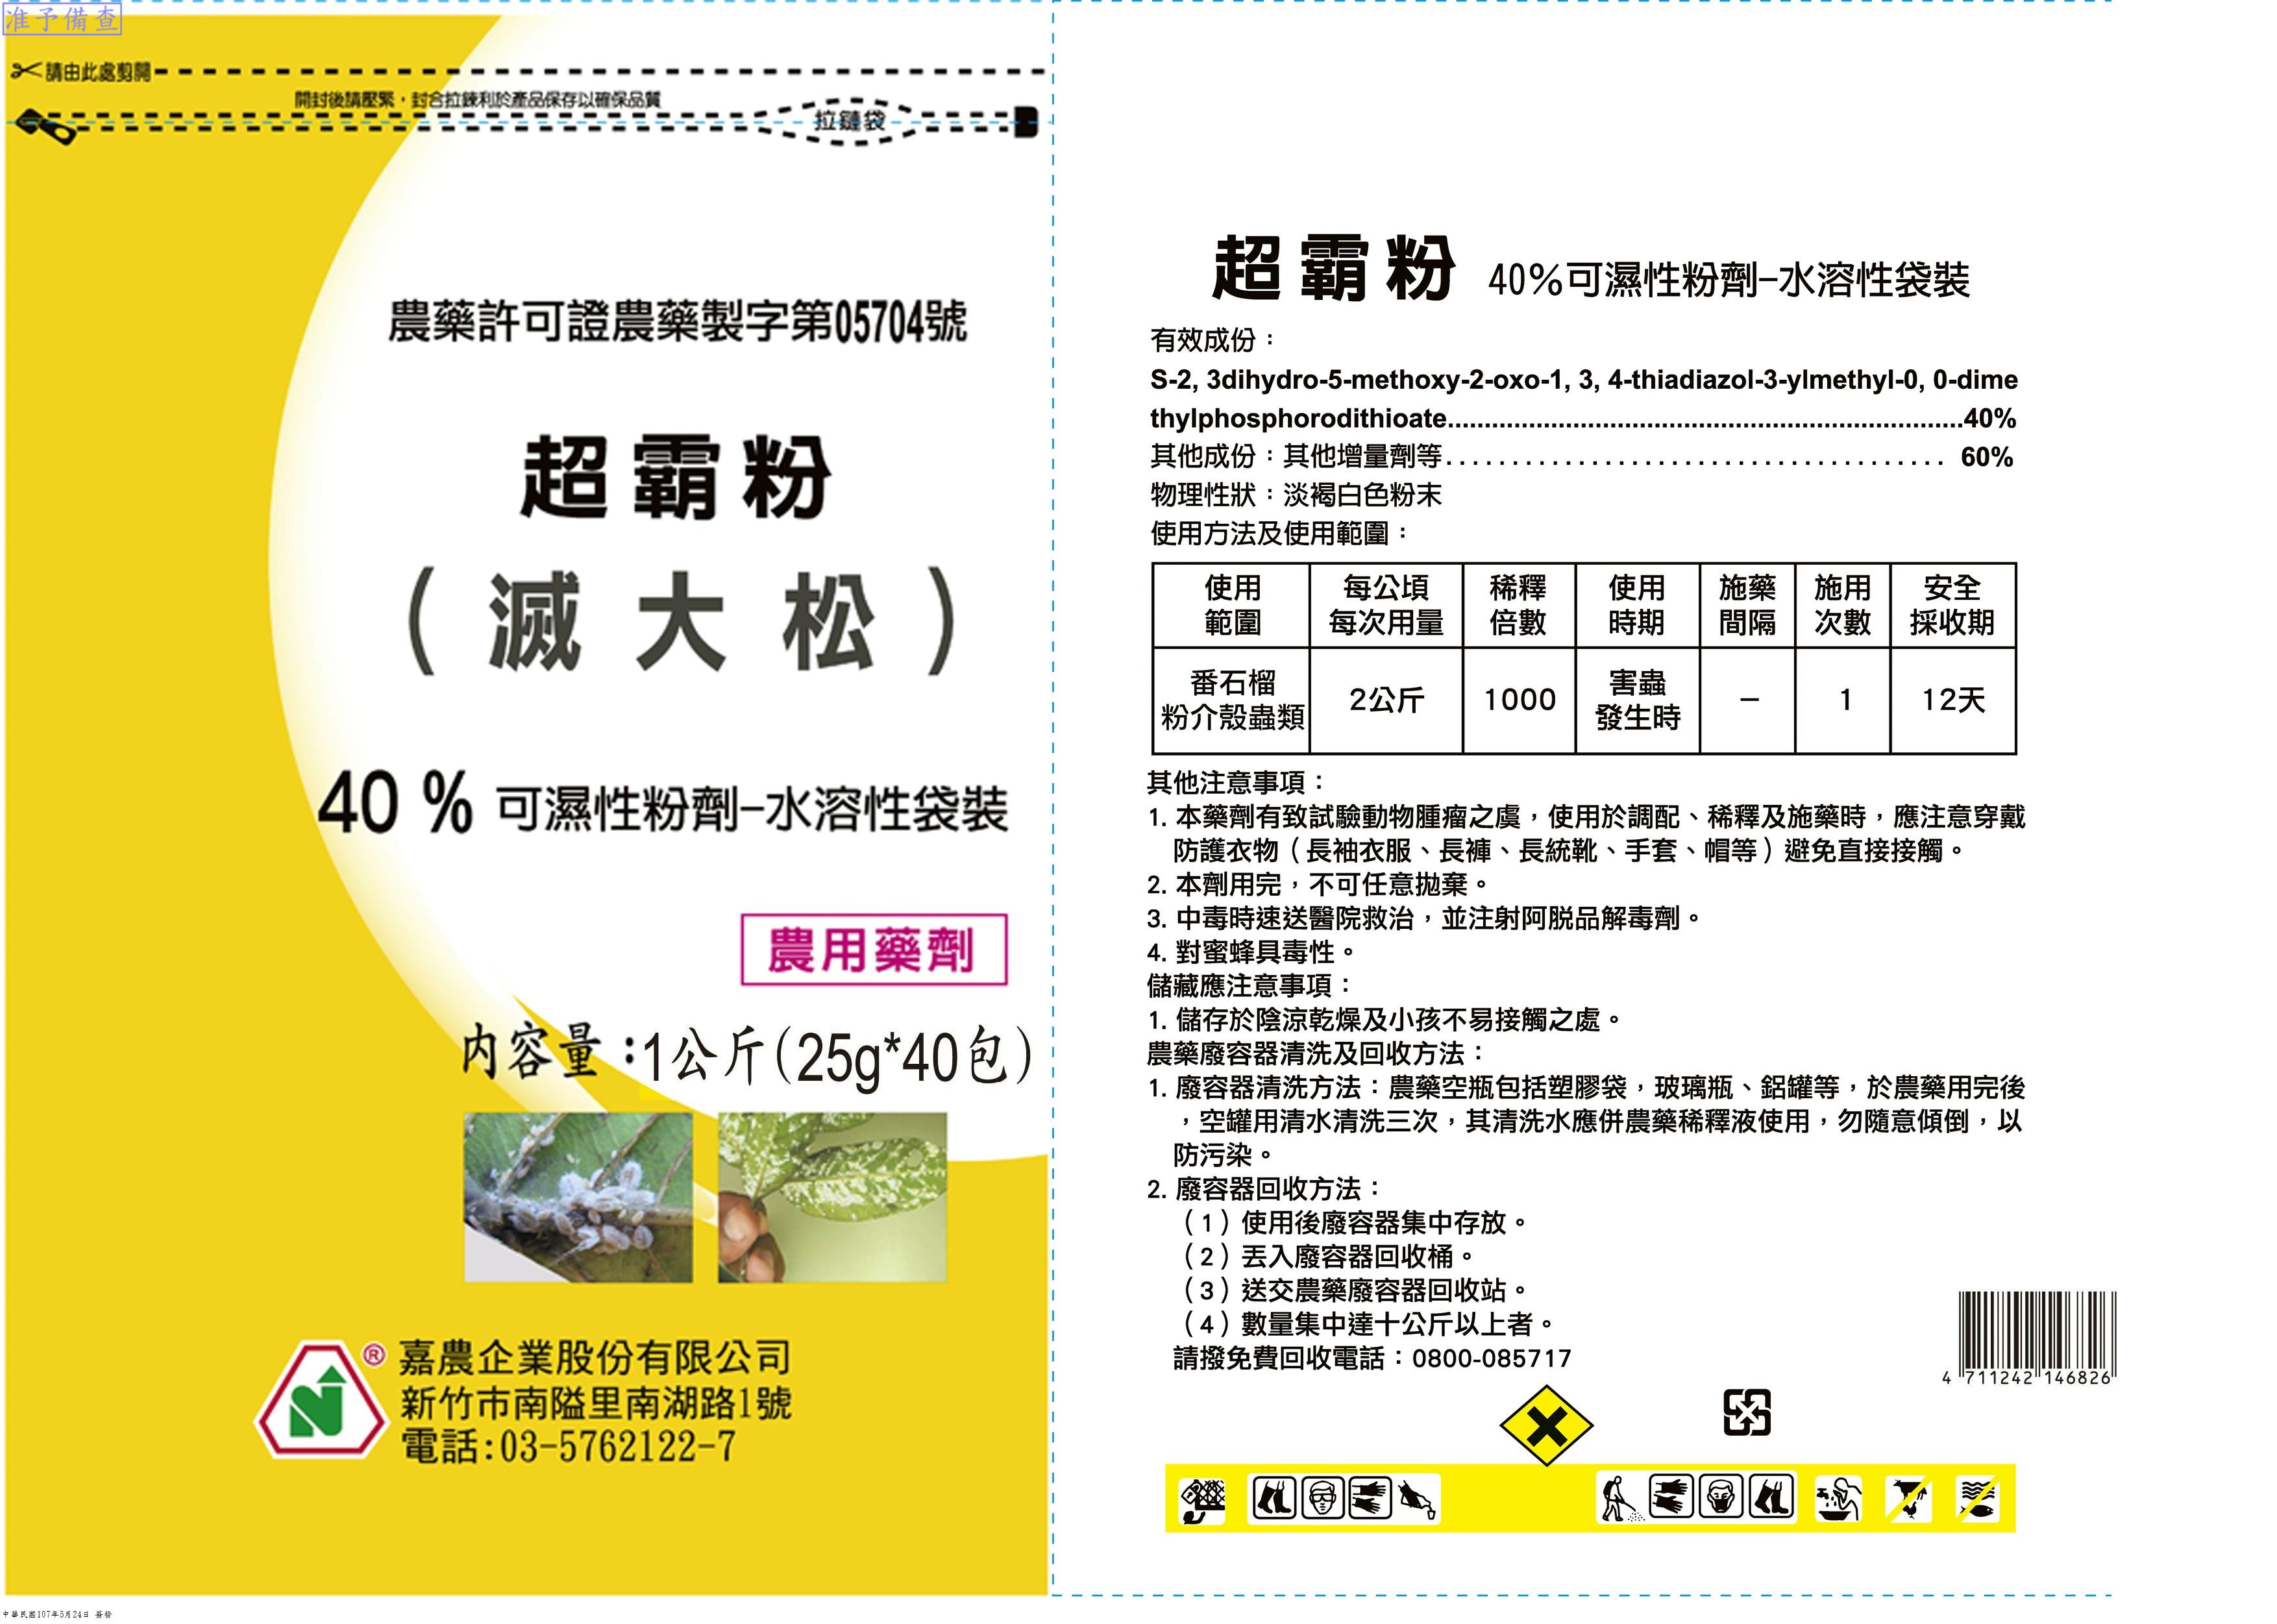 准予備查
請由此處剪開
開封後請壓緊，封合拉鍊利於產品保存以確保品質
拉鏈袋
農藥許可證農藥製字第05704號
超霸粉
（滅大松）
40 % 可濕性粉劑–水溶性袋裝
農用藥劑
內容量:1公斤(25g*40包)
® 嘉農企業股份有限公司
新竹市南隘里南湖路1號
電話:03-5762122-7
中華民國107年5月24日 簽發
超霸粉 40%可濕性粉劑–水溶性袋裝
有效成份：
S-2, 3dihydro-5-methoxy-2-oxo-1, 3, 4-thiadiazol-3-ylmethyl-0, 0-dime
thylphosphorodithioate......................................................................40%
其他成份：其他增量劑等...................................... 60%
物理性狀：淡褐白色粉末
使用方法及使用範圍：
使用範圍 每公頃每次用量 稀釋倍數 使用時期 施藥間隔 施用次數 安全採收期
番石榴粉介殼蟲類 2公斤 1000 害蟲發生時 – 1 12天
其他注意事項：
1. 本藥劑有致試驗動物腫瘤之虞，使用於調配、稀釋及施藥時，應注意穿戴
防護衣物（長袖衣服、長褲、長統靴、手套、帽等）避免直接接觸。
2. 本劑用完，不可任意拋棄。
3. 中毒時速送醫院救治，並注射阿脱品解毒劑。
4. 對蜜蜂具毒性。
儲藏應注意事項：
1. 儲存於陰涼乾燥及小孩不易接觸之處。
農藥廢容器清洗及回收方法：
1. 廢容器清洗方法：農藥空瓶包括塑膠袋，玻璃瓶、鋁罐等，於農藥用完後
，空罐用清水清洗三次，其清洗水應併農藥稀釋液使用，勿隨意傾倒，以
防污染。
2. 廢容器回收方法：
（1）使用後廢容器集中存放。
（2）丟入廢容器回收桶。
（3）送交農藥廢容器回收站。
（4）數量集中達十公斤以上者。
請撥免費回收電話：0800-085717
4 711242 146826